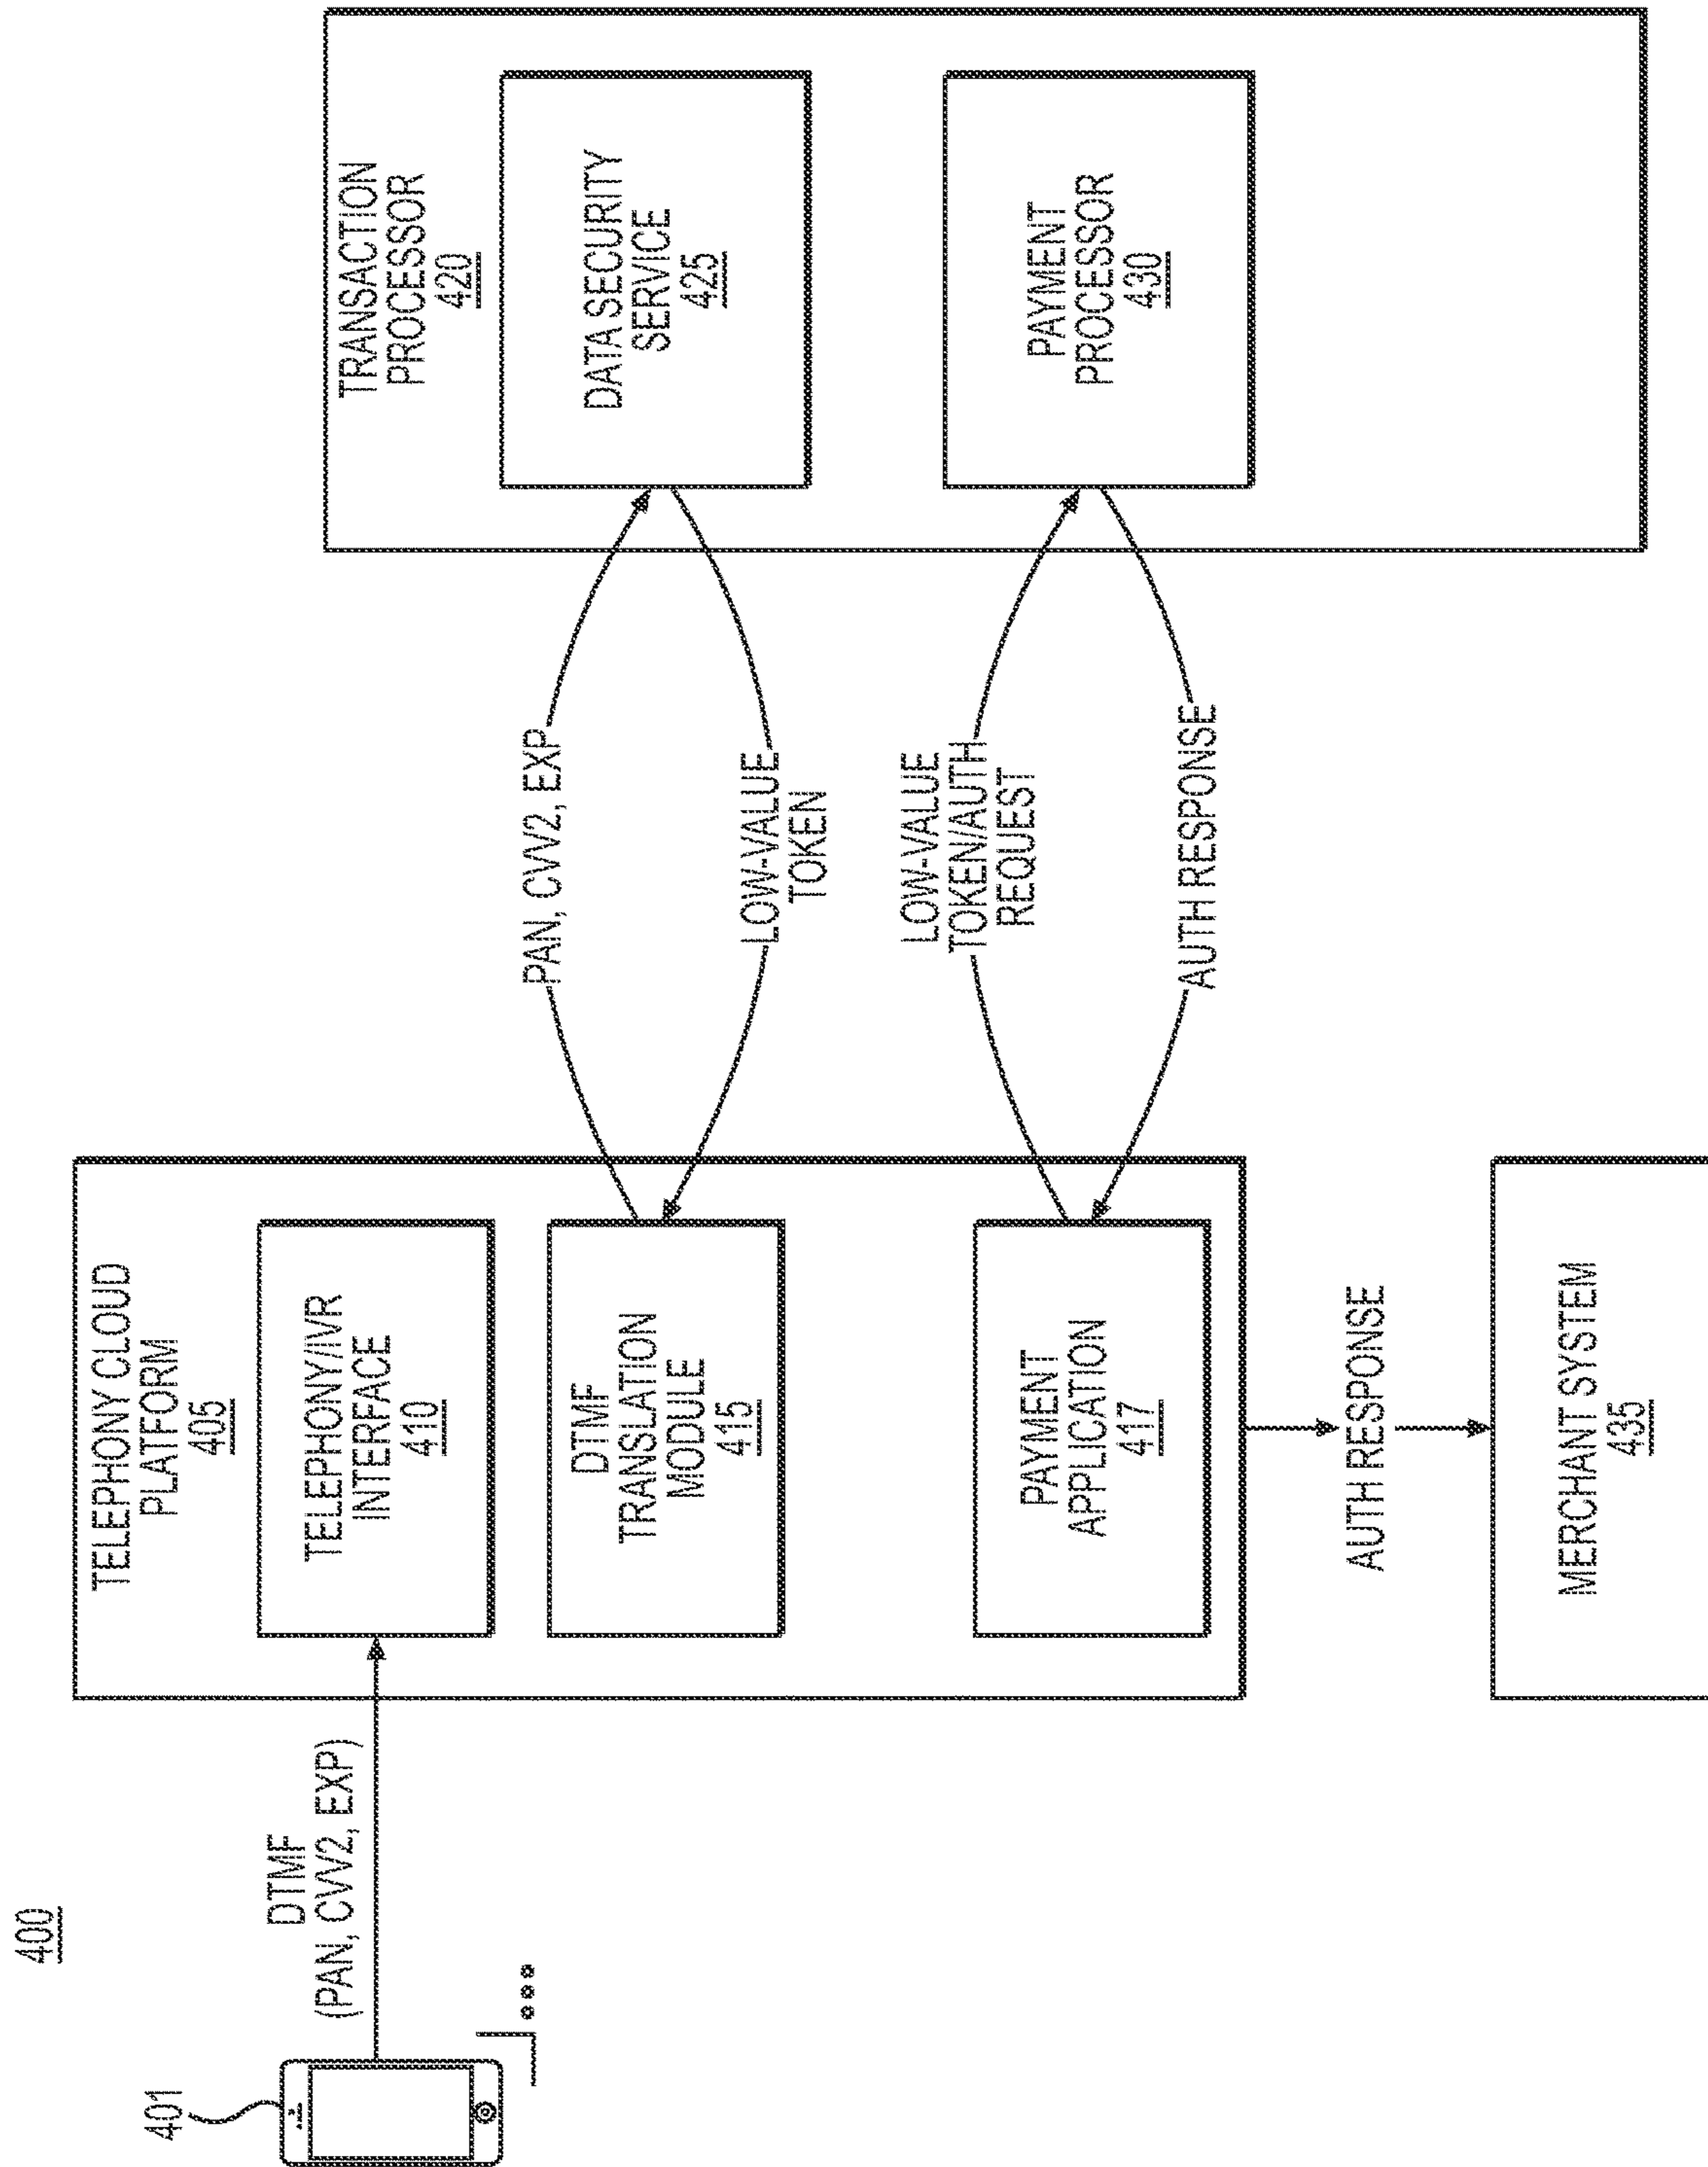 400
401
DTMF
(PAN, CVV2, EXP)
TELEPHONY CLOUD
PLATFORM
405
TELEPHONY/IVR
INTERFACE
410
DTMF
TRANSLATION
MODULE
415
PAYMENT
APPLICATION
417
PAN, CVV2, EXP
LOW-VALUE
TOKEN
LOW-VALUE
TOKEN/AUTH
REQUEST
AUTH RESPONSE
TRANSACTION
PROCESSOR
420
DATA SECURITY
SERVICE
425
PAYMENT
PROCESSOR
430
AUTH RESPONSE
MERCHANT SYSTEM
435